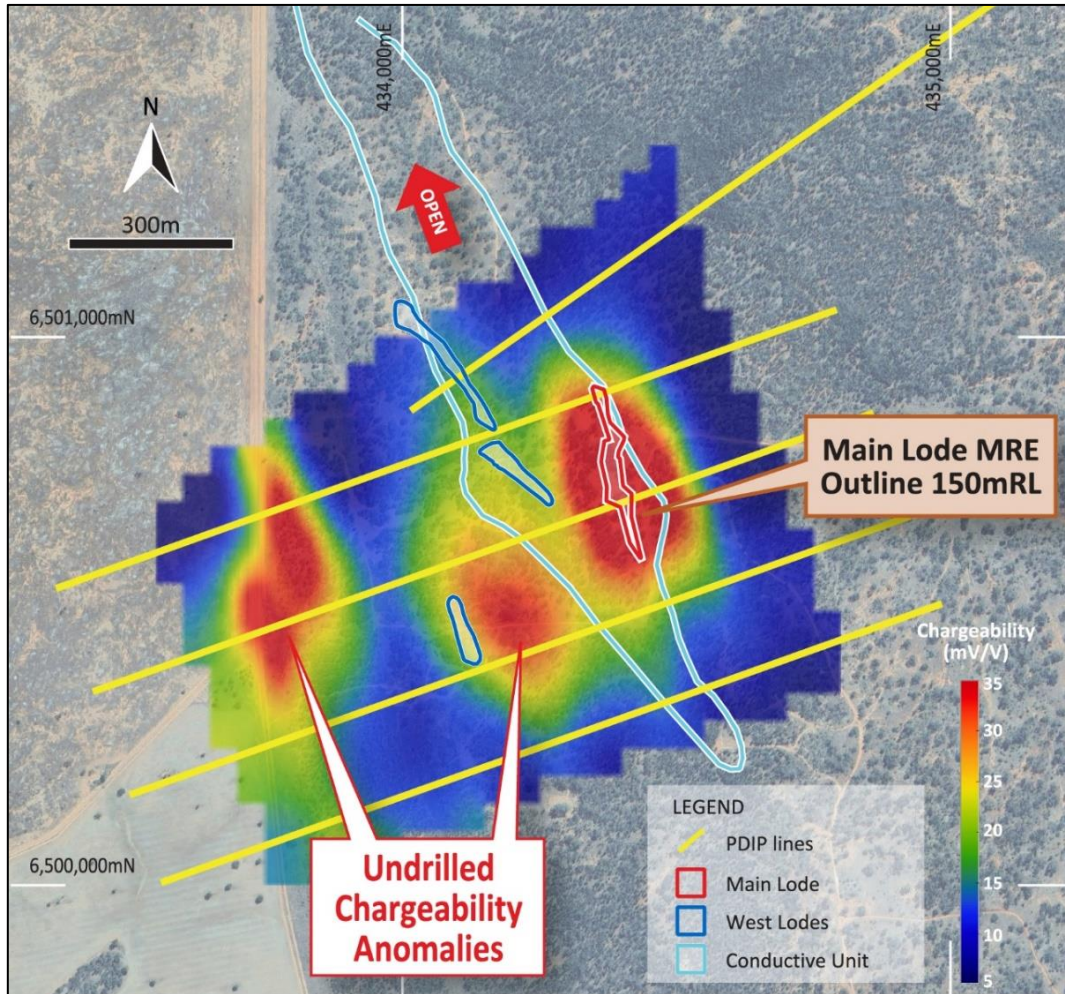 434,000mE
435,000mE
N
300m
OPEN
6,501,000mN
Main Lode MRE
Outline 150mRL
Chargeability
(mV/V)
35
30
25
20
15
10
5
6,500,000mN
Undrilled
Chargeability
Anomalies
LEGEND
PDIP lines
Main Lode
West Lodes
Conductive Unit